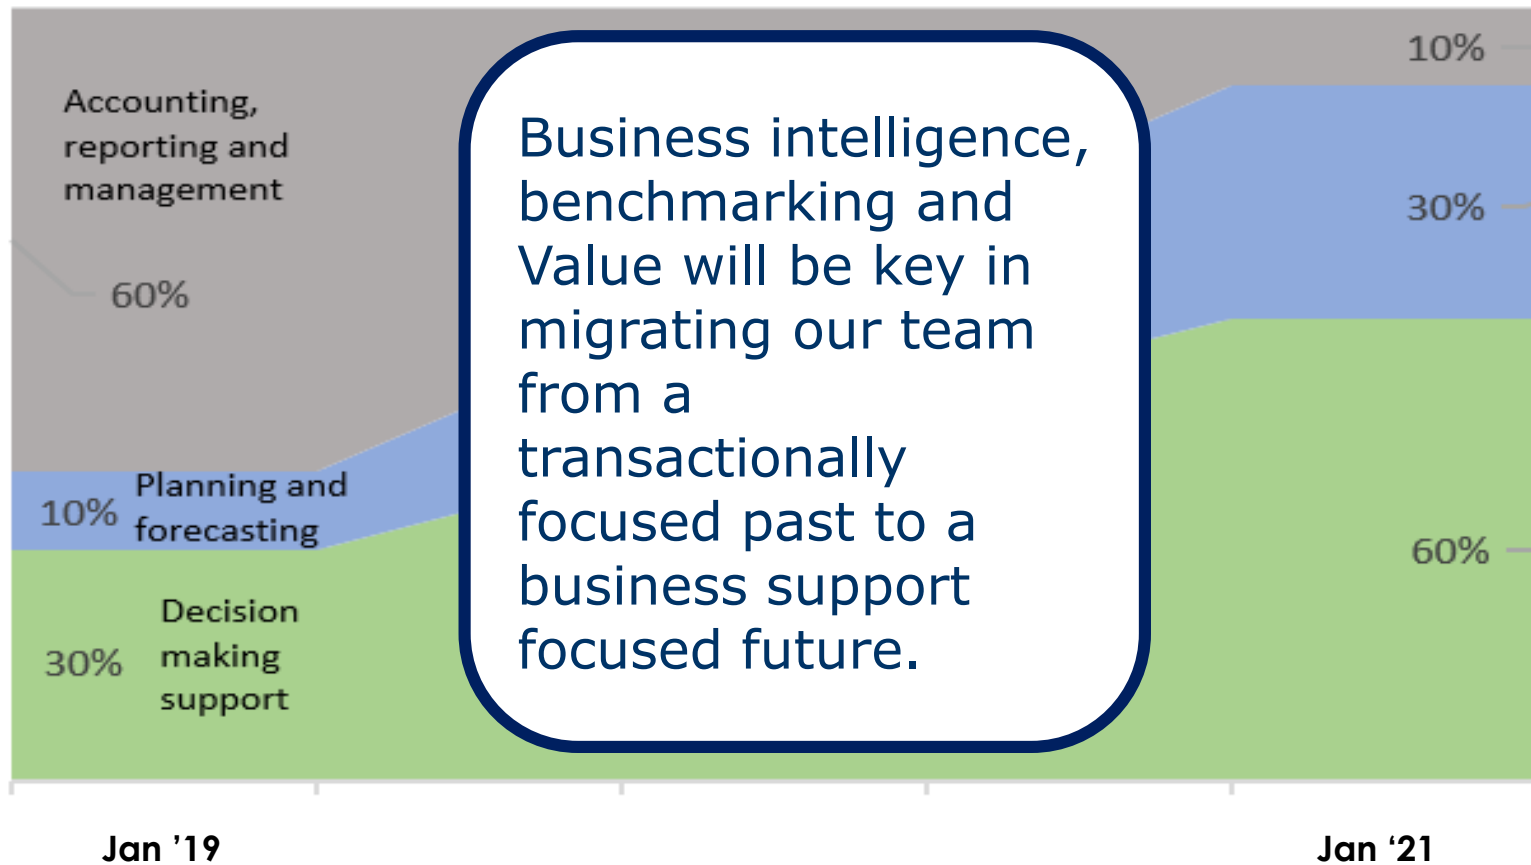 Accounting,
reporting and
management
60%
10%
Planning and
forecasting
30%
Decision
making
support
Business intelligence,
benchmarking and
Value will be key in
migrating our team
from a
transactionally
focused past to a
business support
focused future.
10%
30%
60%
Jan ’19
Jan ‘21